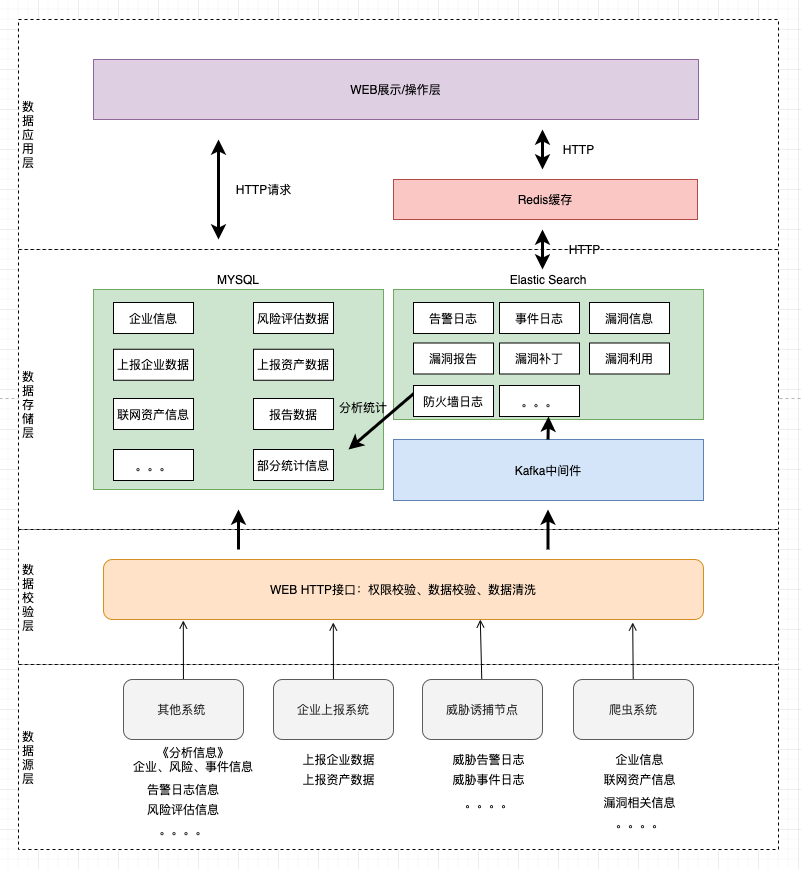 数据应用层
WEB展示/操作层
HTTP
HTTP请求
Redis缓存
HTTP
数据存储层
MYSQL
企业信息
风险评估数据
上报企业数据
上报资产数据
联网资产信息
报告数据
。。。
部分统计信息
分析统计
Elastic Search
告警日志
事件日志
漏洞信息
漏洞报告
漏洞补丁
漏洞利用
防火墙日志
。。。
Kafka中间件
数据校验层
WEB HTTP接口：权限校验、数据校验、数据清洗
数据源层
其他系统
《分析信息》
企业、风险、事件信息
告警日志信息
风险评估信息
。。。。
企业上报系统
上报企业数据
上报资产数据
威胁诱捕节点
威胁告警日志
威胁事件日志
。。。。
爬虫系统
企业信息
联网资产信息
漏洞相关信息
。。。。